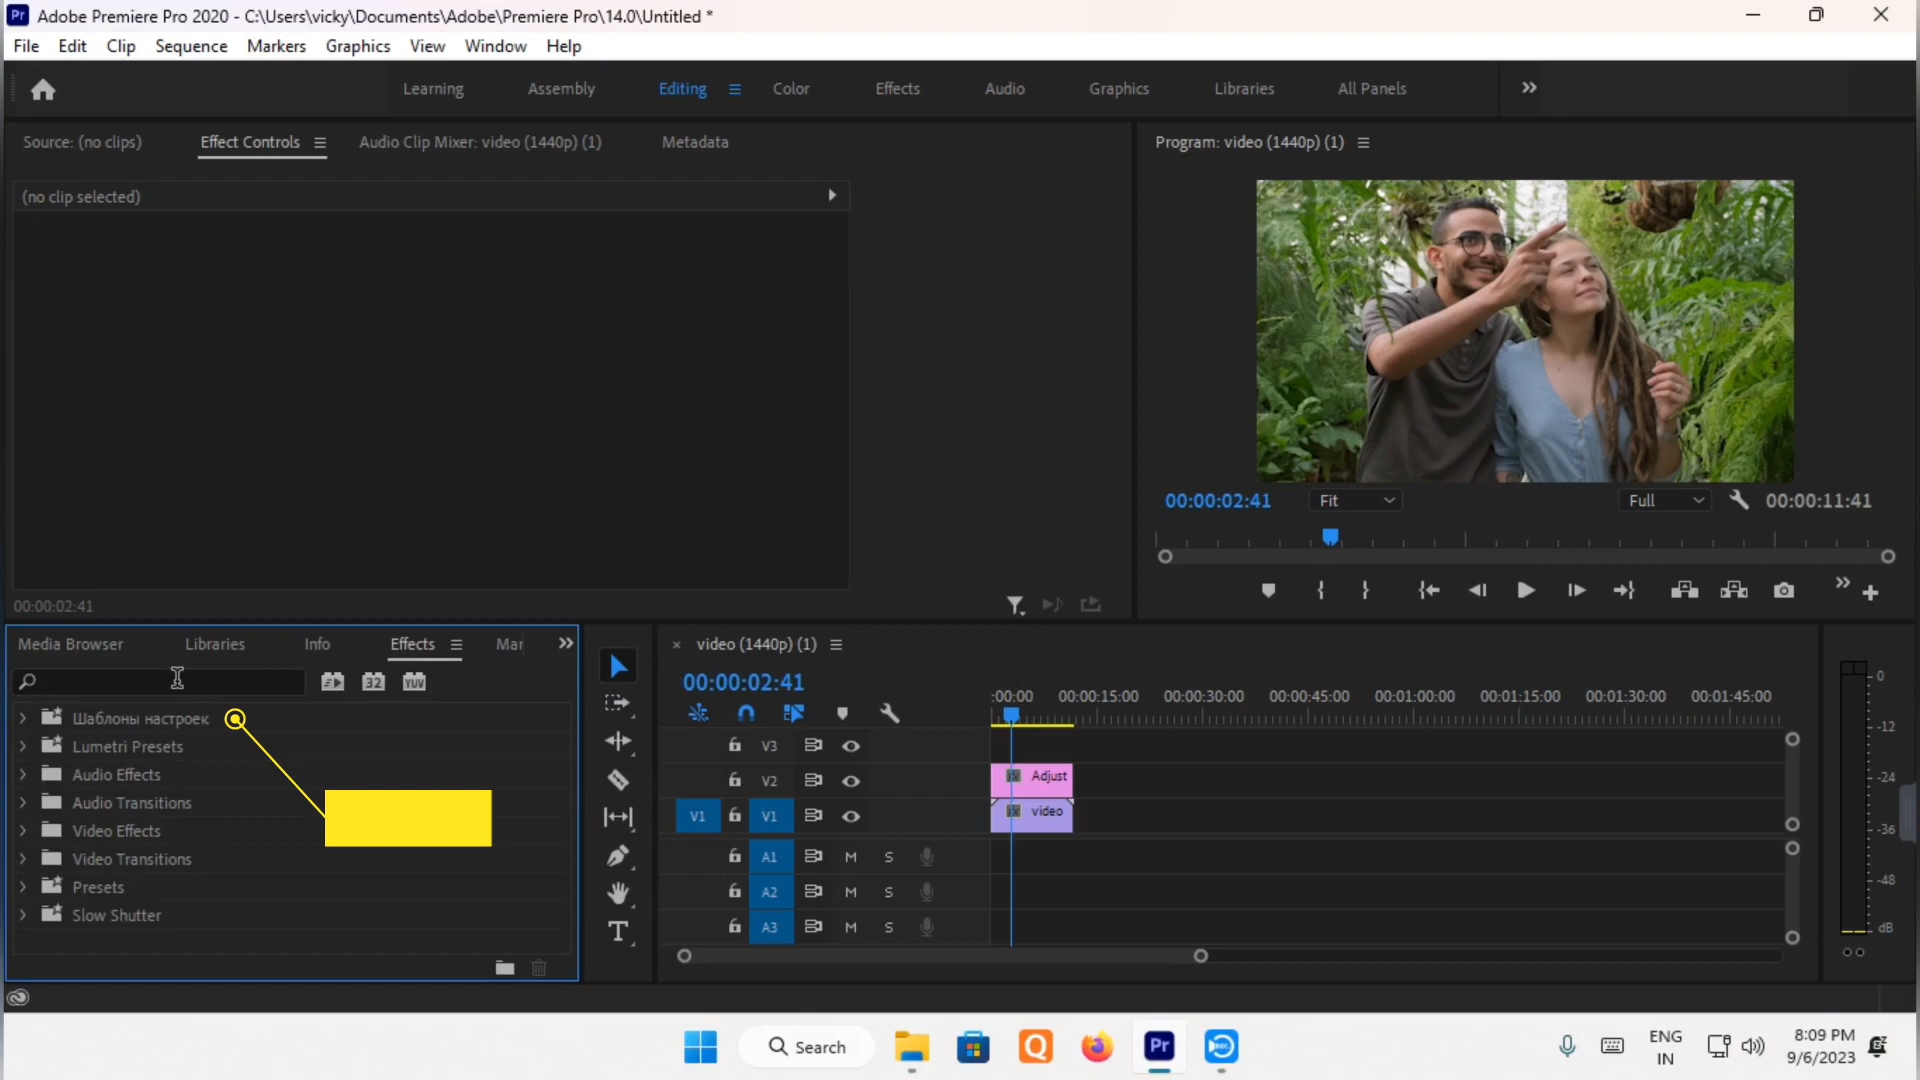 Pr Adobe Premiere Pro 2020 - C:\Users\vicky\Documents\Adobe\Premiere Pro\14.0\Untitled *
File Edit Clip Sequence Markers Graphics View Window Help
Learning Assembly Editing Color Effects Audio Graphics Libraries All Panels
Source: (no clips) Effect Controls Audio Clip Mixer: video (1440p) (1) Metadata
Program: video (1440p) (1)
(no clip selected)
00:00:02:41 Fit Full 00:00:11:41
00:00:02:41
Media Browser Libraries Info Effects Mar
32 YUV
Шаблоны настроек
Lumetri Presets
Audio Effects
Audio Transitions
Video Effects
Video Transitions
Presets
Slow Shutter
video (1440p) (1)
00:00:02:41
:00:00 00:00:15:00 00:00:30:00 00:00:45:00 00:01:00:00 00:01:15:00 00:01:30:00 00:01:45:00
V3
V2 fx Adjust
V1 V1 fx video
A1 M S
A2 M S
A3 M S
0
-12
-24
-36
-48
dB
Search
Pr
REC
ENG
IN
8:09 PM
9/6/2023